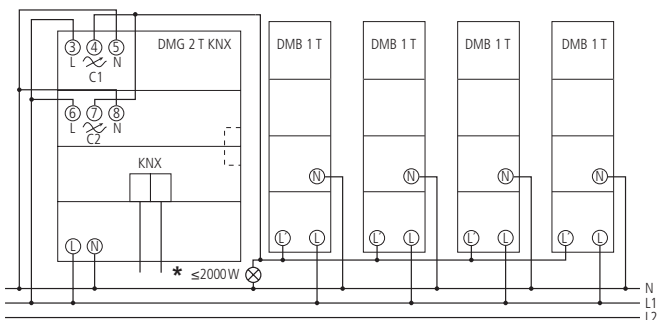 3 4 5 DMG 2 T KNX DMB 1 T DMB 1 T DMB 1 T DMB 1 T
L N
C1
6 7 8
L N
C2
KNX
N N N N
L N L' L L' L L' L L' L
* ≤2000 W
N
L1
L2